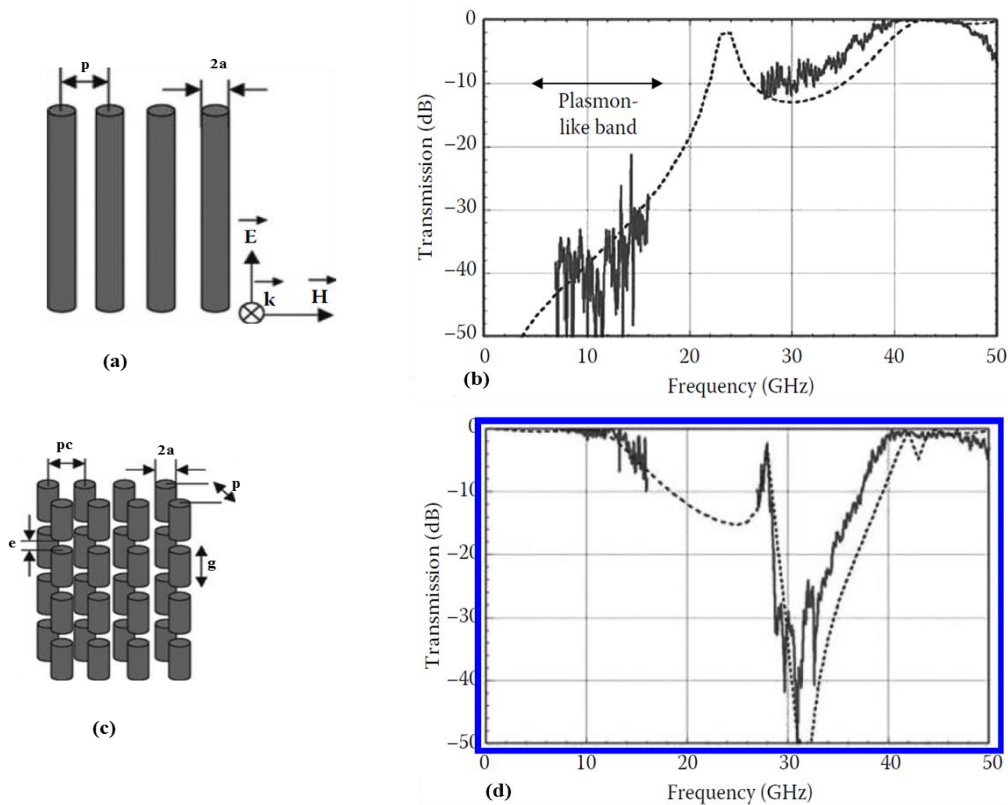 p
2a
E
k
H
(a)
0
−10
−20
−30
−40
−50
Transmission (dB)
Plasmon-
like band
0
10
20
30
40
50
Frequency (GHz)
(b)
pc
2a
p
e
g
(c)
0
−10
−20
−30
−40
−50
Transmission (dB)
0
10
20
30
40
50
Frequency (GHz)
(d)